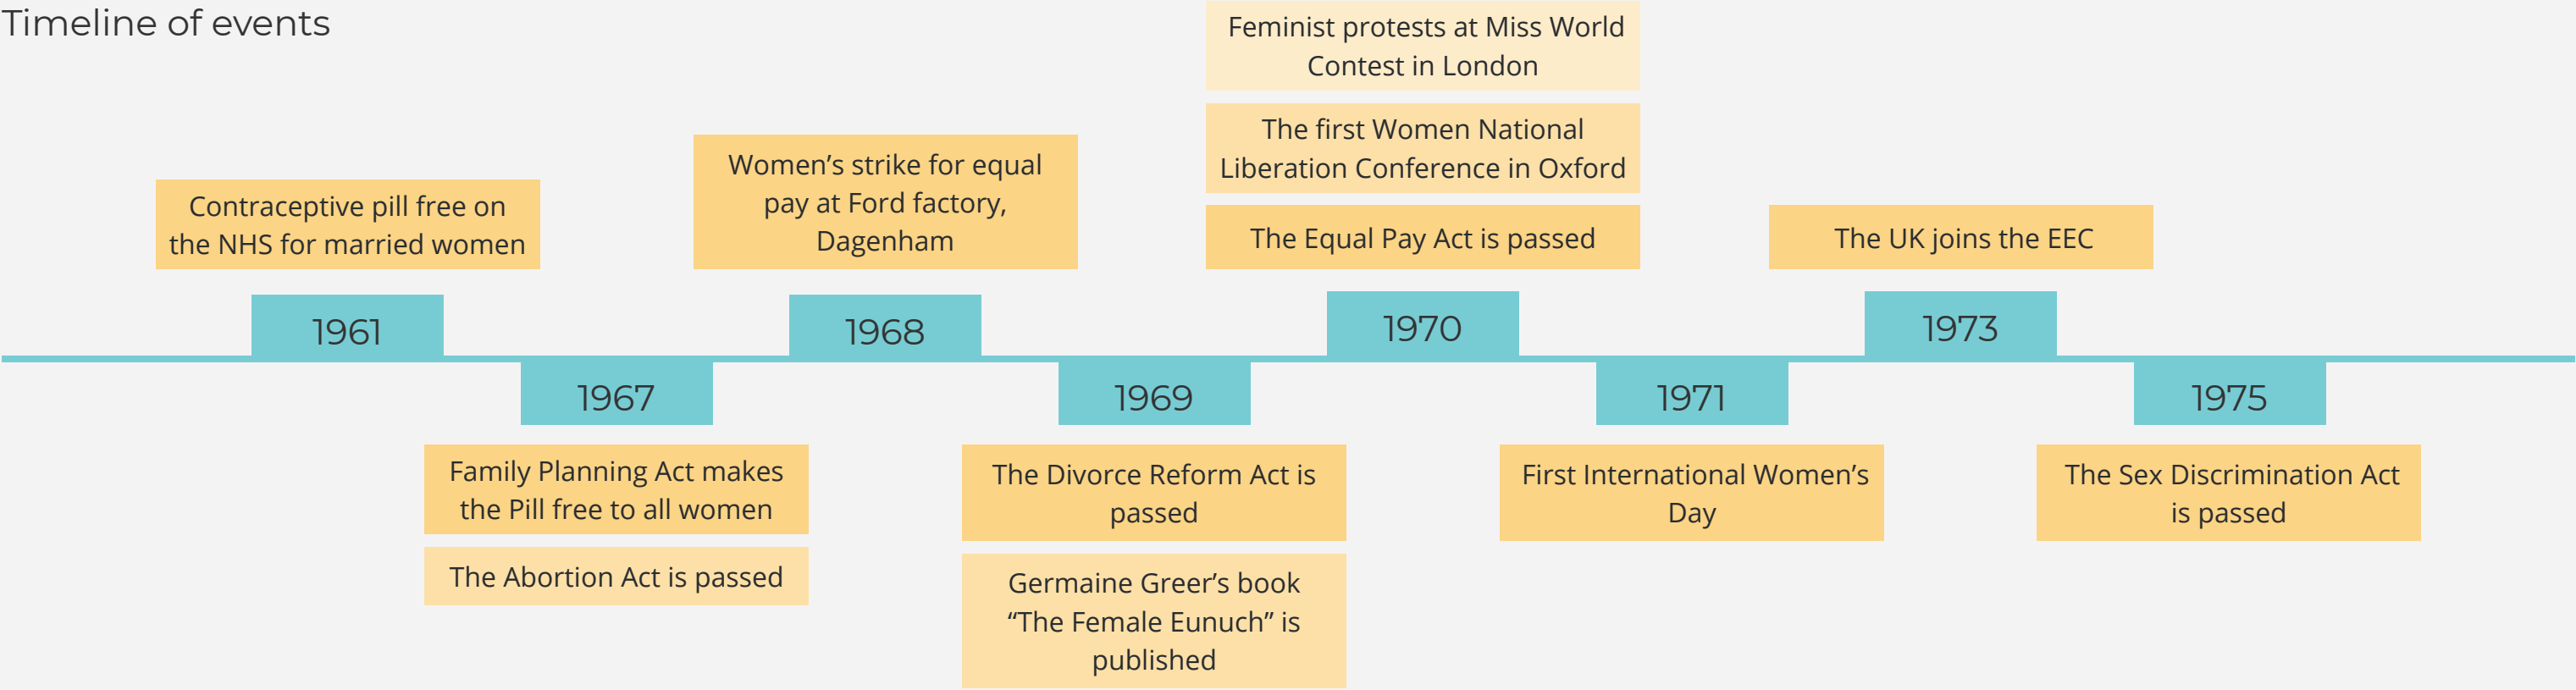 Timeline of events
Contraceptive pill free on
the NHS for married women
1961
1967
Family Planning Act makes
the Pill free to all women
The Abortion Act is passed
Women’s strike for equal
pay at Ford factory,
Dagenham
1968
1969
The Divorce Reform Act is
passed
Germaine Greer’s book
“The Female Eunuch” is
published
Feminist protests at Miss World
Contest in London
The first Women National
Liberation Conference in Oxford
The Equal Pay Act is passed
1970
1971
First International Women’s
Day
The UK joins the EEC
1973
1975
The Sex Discrimination Act
is passed